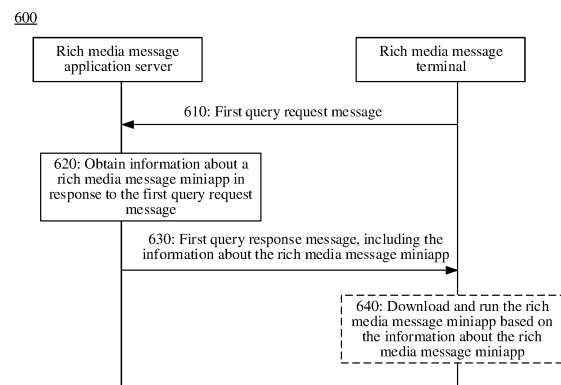 600
Rich media message
application server
Rich media message
terminal
610: First query request message
620: Obtain information about a
rich media message miniapp in
response to the first query request
message
630: First query response message, including the
information about the rich media message miniapp
640: Download and run the rich
media message miniapp based on
the information about the rich
media message miniapp